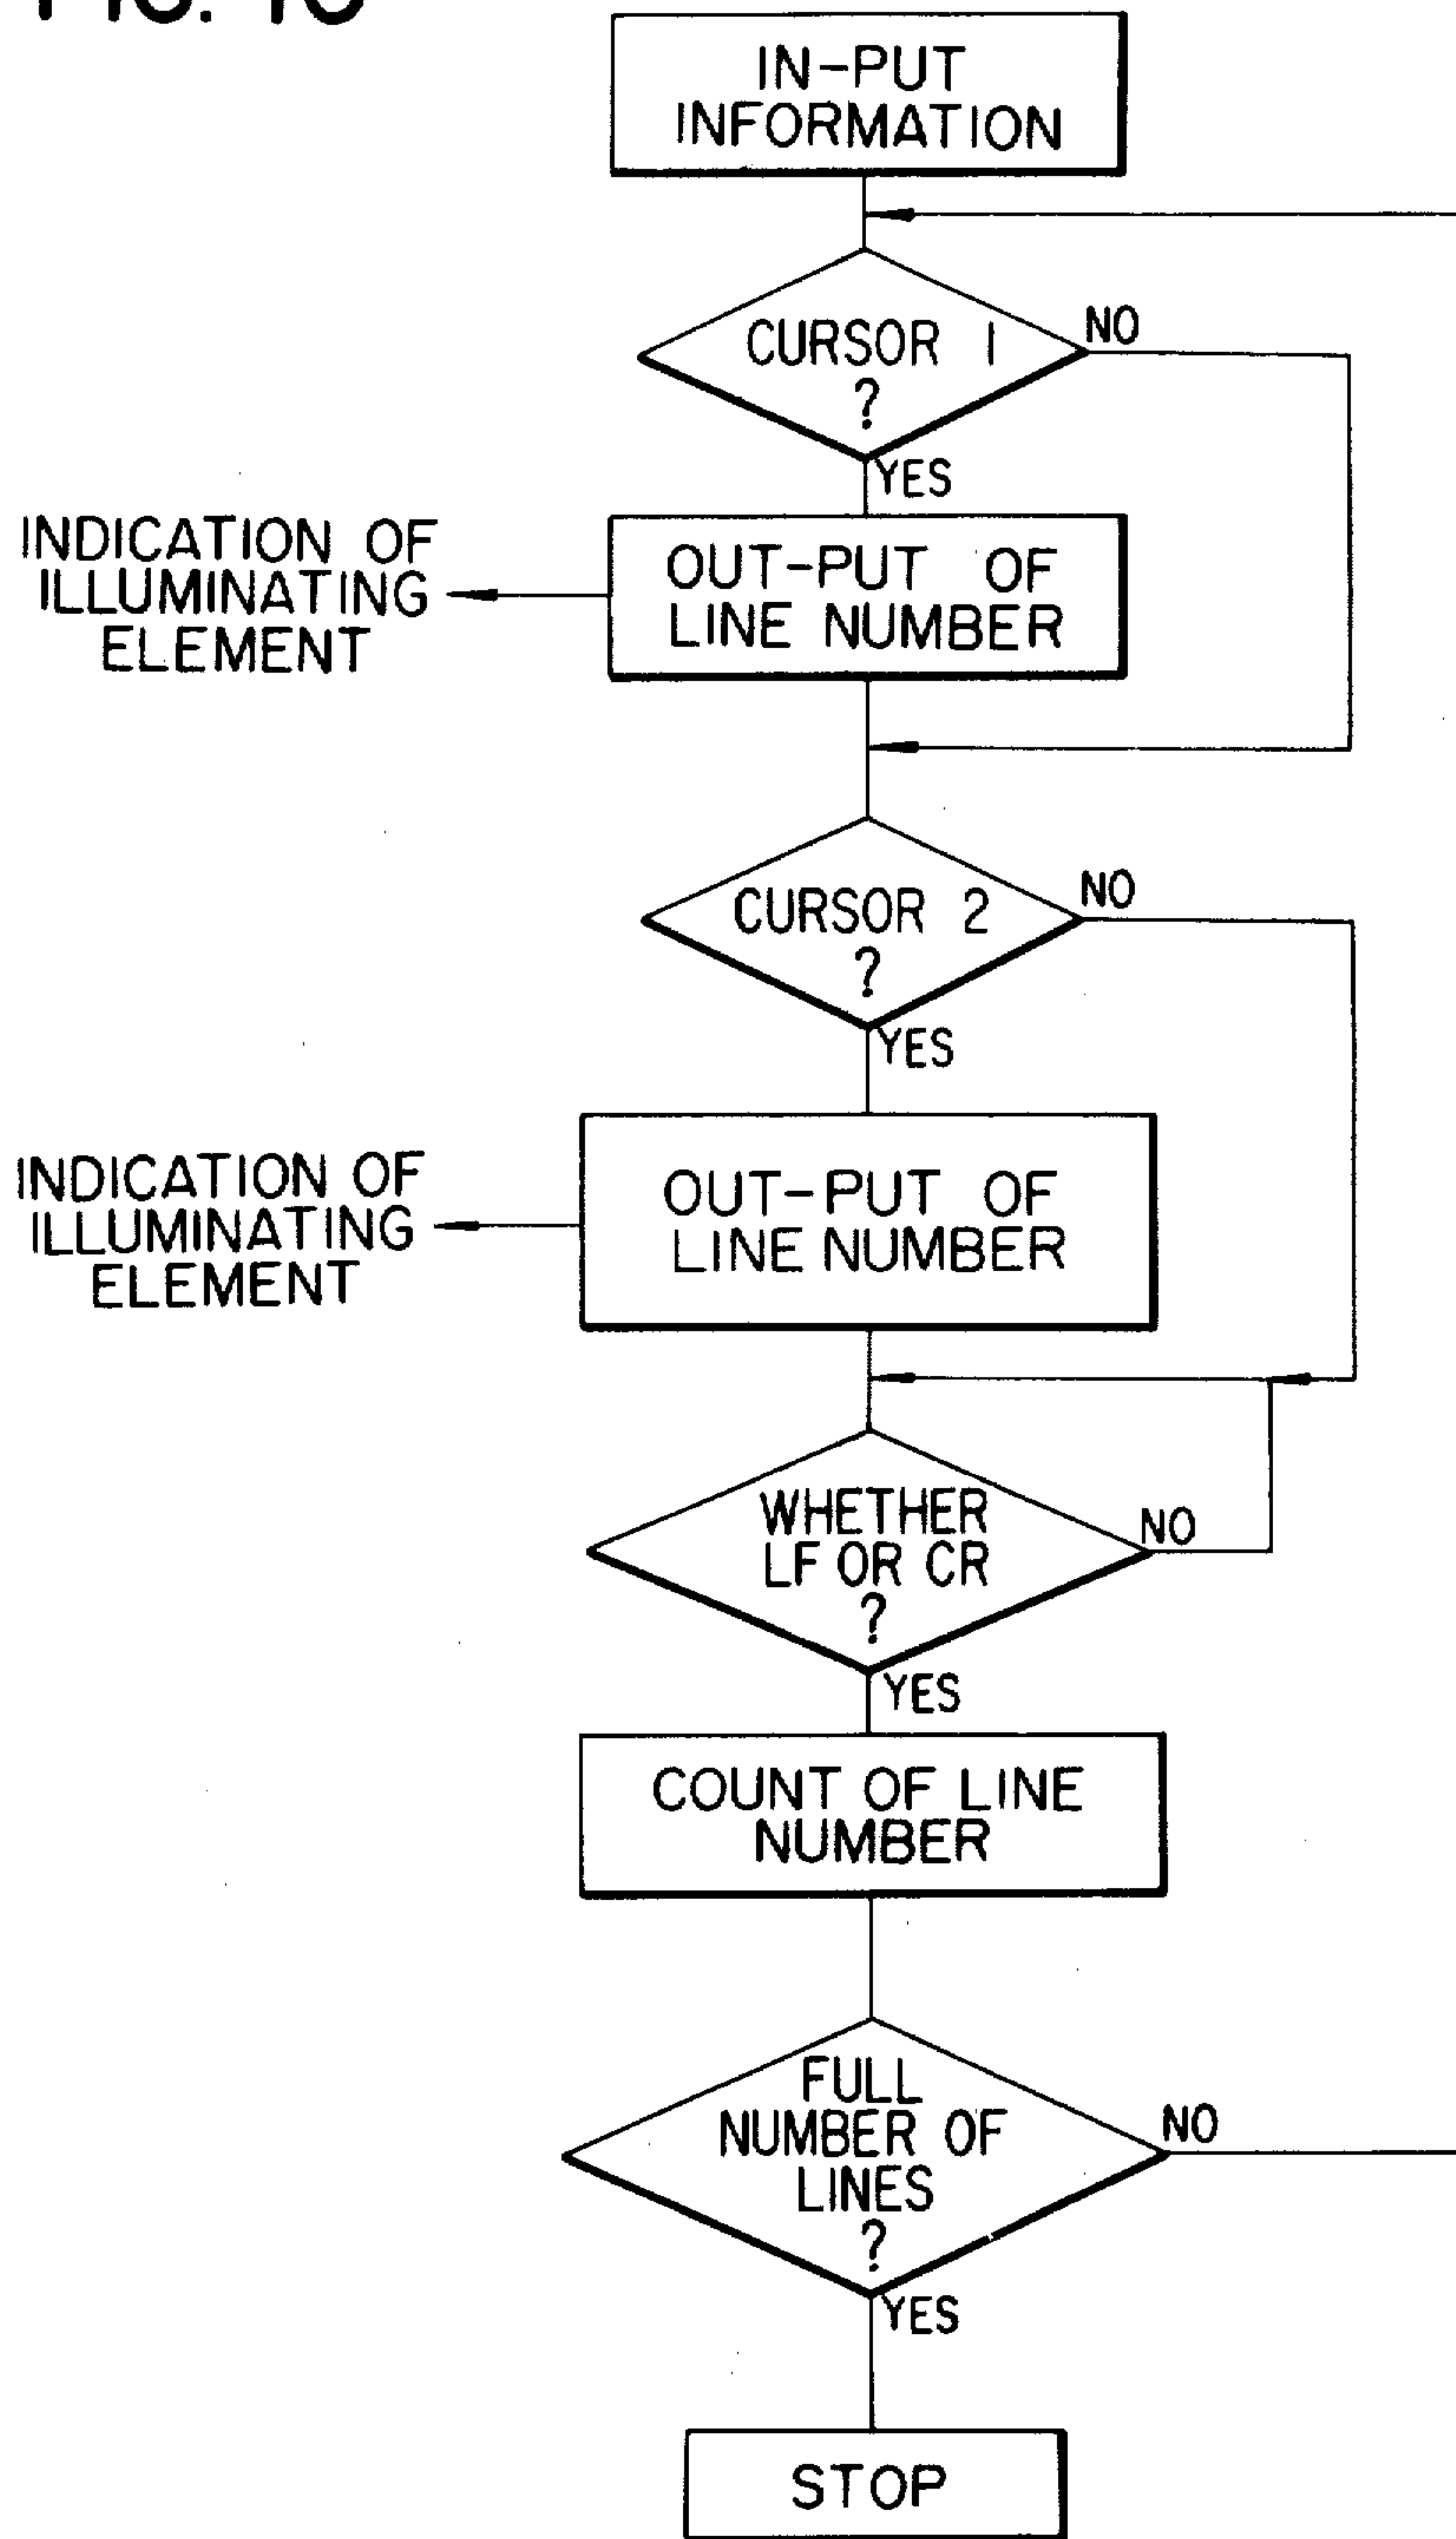 FIG.
IN-PUT
INFORMATION
CURSOR 1
?
NO
YES
INDICATION OF
ILLUMINATING
ELEMENT
OUT-PUT OF
LINE NUMBER
CURSOR 2
?
NO
YES
INDICATION OF
ILLUMINATING
ELEMENT
OUT-PUT OF
LINE NUMBER
WHETHER
LF OR CR
?
NO
YES
COUNT OF LINE
NUMBER
FULL
NUMBER OF
LINES
?
NO
YES
STOP